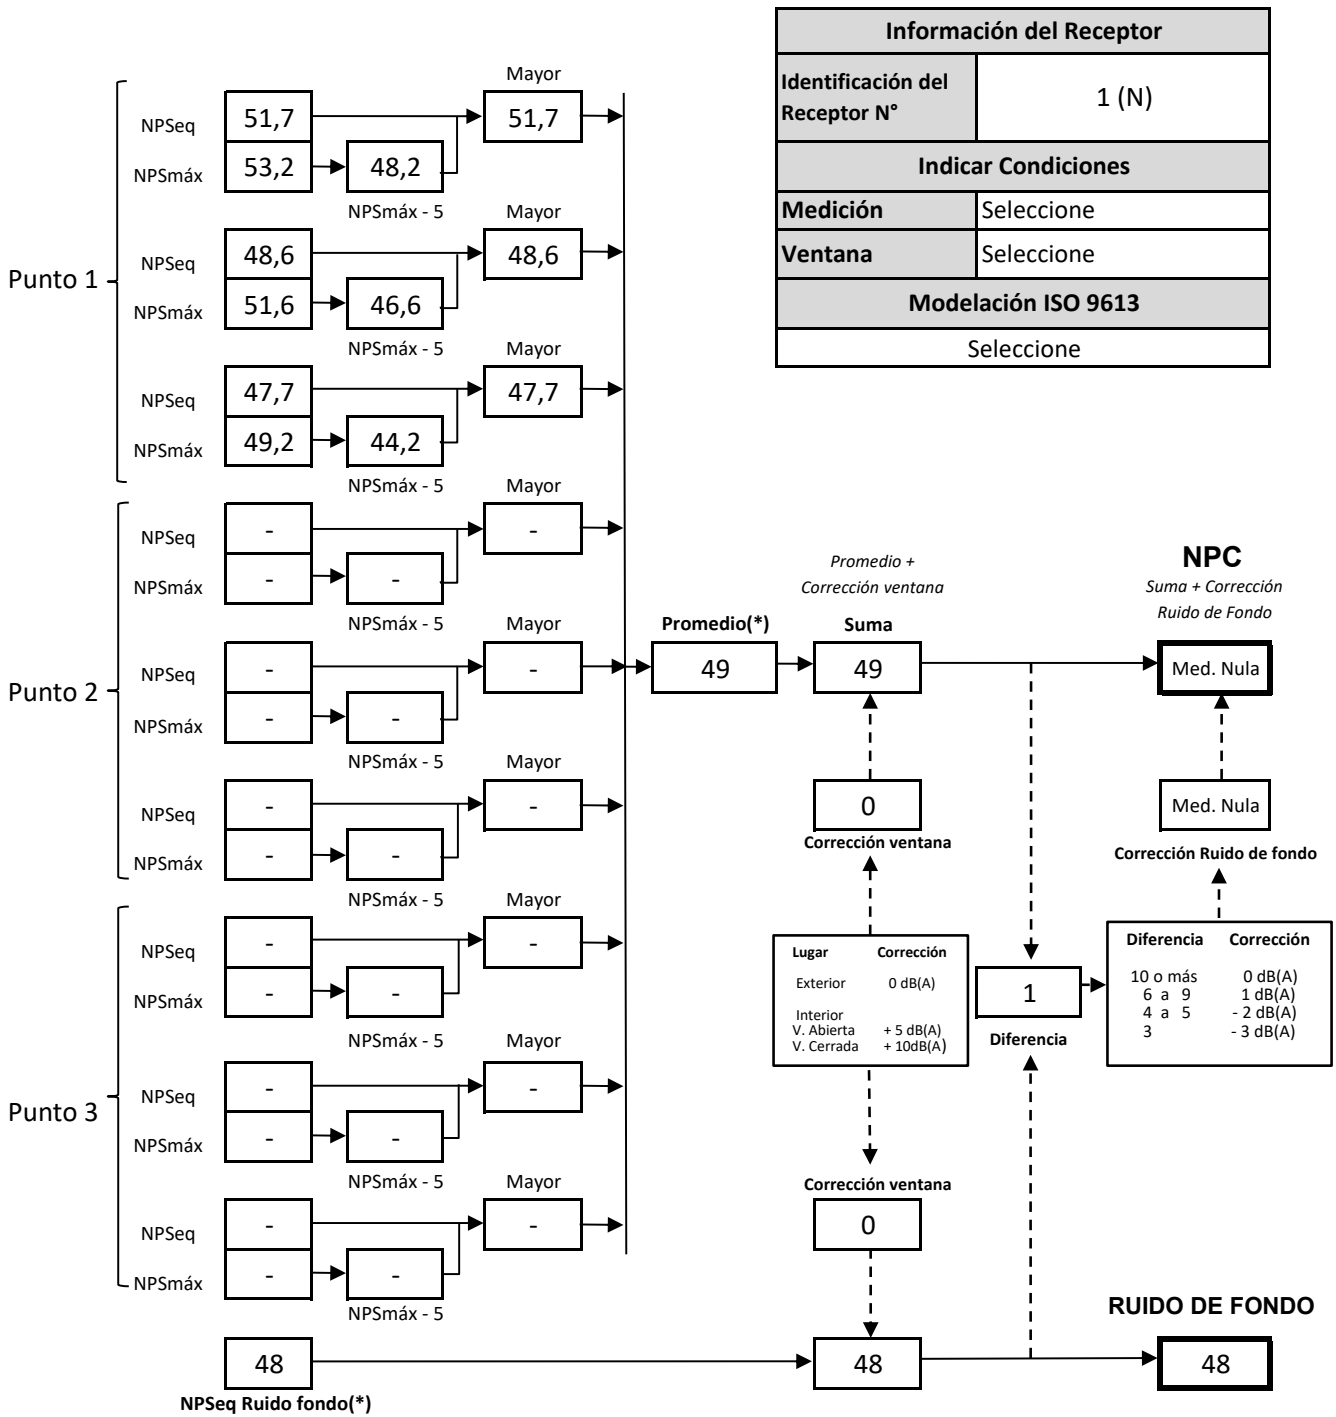 Información del Receptor
Identificación del Receptor N° 1 (N)
Indicar Condiciones
Medición Seleccione
Ventana Seleccione
Modelación ISO 9613
Seleccione
Punto 1
Mayor
NPSeq 51,7 51,7
NPSmáx 53,2 48,2
NPSmáx - 5
Mayor
NPSeq 48,6 48,6
NPSmáx 51,6 46,6
NPSmáx - 5
Mayor
NPSeq 47,7 47,7
NPSmáx 49,2 44,2
NPSmáx - 5
Punto 2
Mayor
NPSeq - -
NPSmáx - -
NPSmáx - 5
Mayor
NPSeq - -
NPSmáx - -
NPSmáx - 5
Mayor
NPSeq - -
NPSmáx - -
NPSmáx - 5
Punto 3
Mayor
NPSeq - -
NPSmáx - -
NPSmáx - 5
Mayor
NPSeq - -
NPSmáx - -
NPSmáx - 5
Mayor
NPSeq - -
NPSmáx - -
NPSmáx - 5
Promedio(*)
49
Promedio +
Corrección ventana
Suma
49
0
Corrección ventana
Lugar Corrección
Exterior 0 dB(A)
Interior
V. Abierta + 5 dB(A)
V. Cerrada + 10dB(A)
Corrección ventana
0
NPC
Suma + Corrección
Ruido de Fondo
Med. Nula
Med. Nula
Corrección Ruido de fondo
Diferencia Corrección
10 o más 0 dB(A)
6 a 9 1 dB(A)
4 a 5 - 2 dB(A)
3 - 3 dB(A)
1
Diferencia
RUIDO DE FONDO
48 48 48
NPSeq Ruido fondo(*)